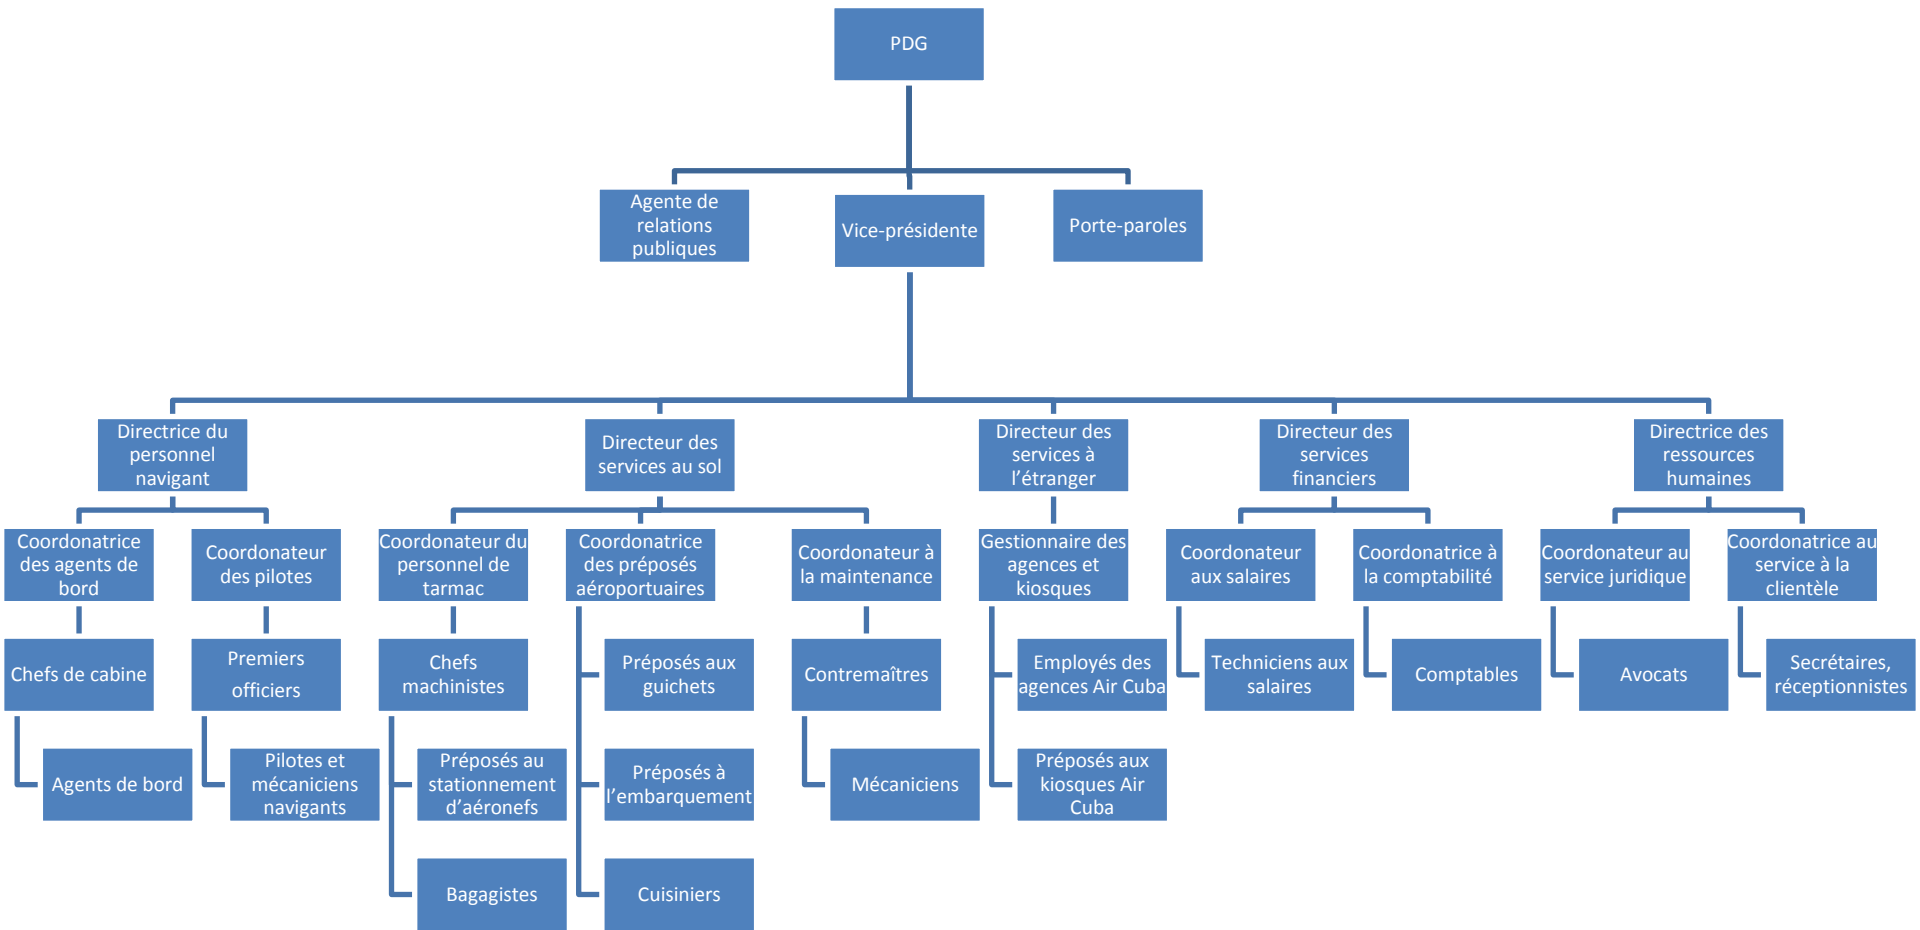 PDG
Agente de
relations
publiques
Vice-présidente
Porte-paroles
Directrice du
personnel
navigant
Directeur des
services au sol
Directeur des
services à
l’étranger
Directeur des
services
financiers
Directrice des
ressources
humaines
Coordonatrice
des agents de
bord
Coordonateur
des pilotes
Coordonateur du
personnel de
tarmac
Coordonatrice
des préposés
aéroportuaires
Coordonateur à
la maintenance
Gestionnaire des
agences et
kiosques
Coordonateur
aux salaires
Coordonatrice à
la comptabilité
Coordonateur au
service juridique
Coordonatrice au
service à la
clientèle
Chefs de cabine
Premiers
officiers
Chefs
machinistes
Préposés aux
guichets
Contremaîtres
Employés des
agences Air Cuba
Techniciens aux
salaires
Comptables
Avocats
Secrétaires,
réceptionnistes
Agents de bord
Pilotes et
mécaniciens
navigants
Préposés au
stationnement
d’aéronefs
Préposés à
l’embarquement
Mécaniciens
Préposés aux
kiosques Air
Cuba
Bagagistes
Cuisiniers